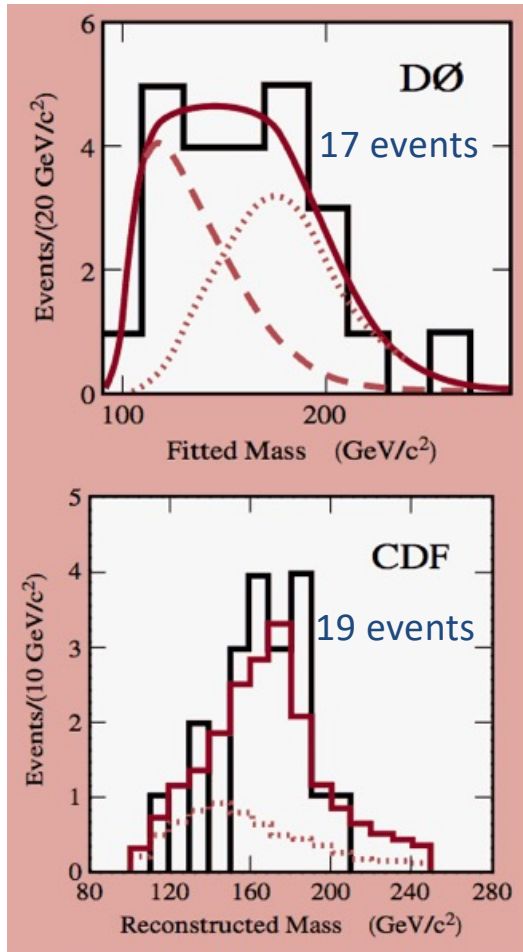 6
DØ
17 events
4
2
0
Events/(20 GeV/c²)
100 200
Fitted Mass (GeV/c²)
5
CDF
4
19 events
3
2
1
0
Events/(10 GeV/c²)
80 120 160 200 240 280
Reconstructed Mass (GeV/c²)